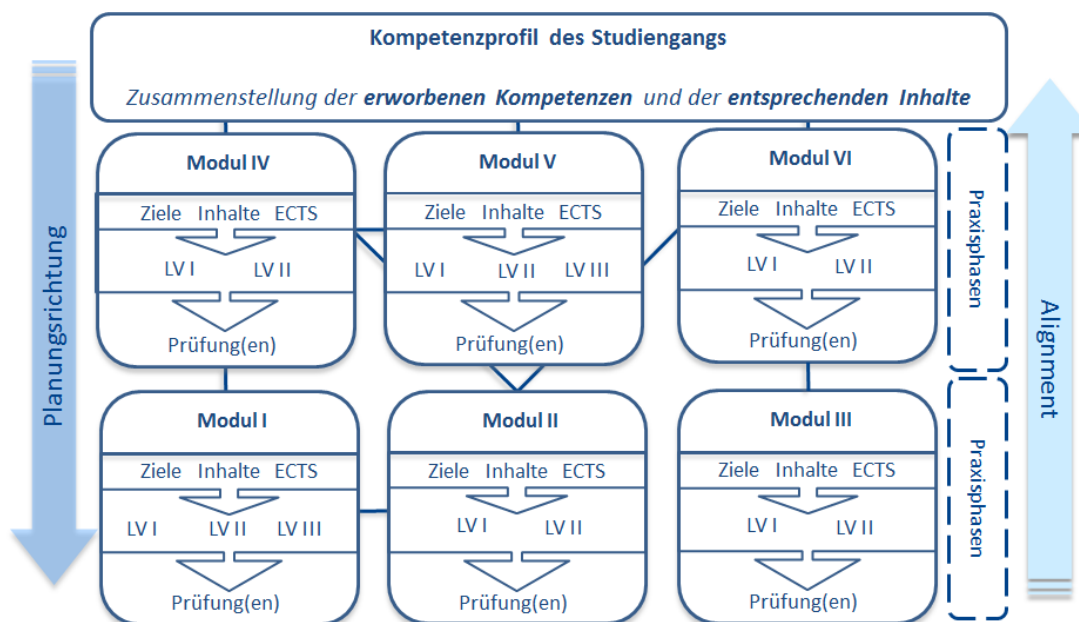 Kompetenzprofil des Studiengangs
Zusammenstellung der erworbenen Kompetenzen und der entsprechenden Inhalte
Planungsrichtung
Modul IV
Ziele Inhalte ECTS
LV I LV II
Prüfung(en)
Modul V
Ziele Inhalte ECTS
LV I LV II LV III
Prüfung(en)
Modul VI
Ziele Inhalte ECTS
LV I LV II
Prüfung(en)
Praxisphasen
Modul I
Ziele Inhalte ECTS
LV I LV II LV III
Prüfung(en)
Modul II
Ziele Inhalte ECTS
LV I LV II
Prüfung(en)
Modul III
Ziele Inhalte ECTS
LV I LV II
Prüfung(en)
Praxisphasen
Alignment